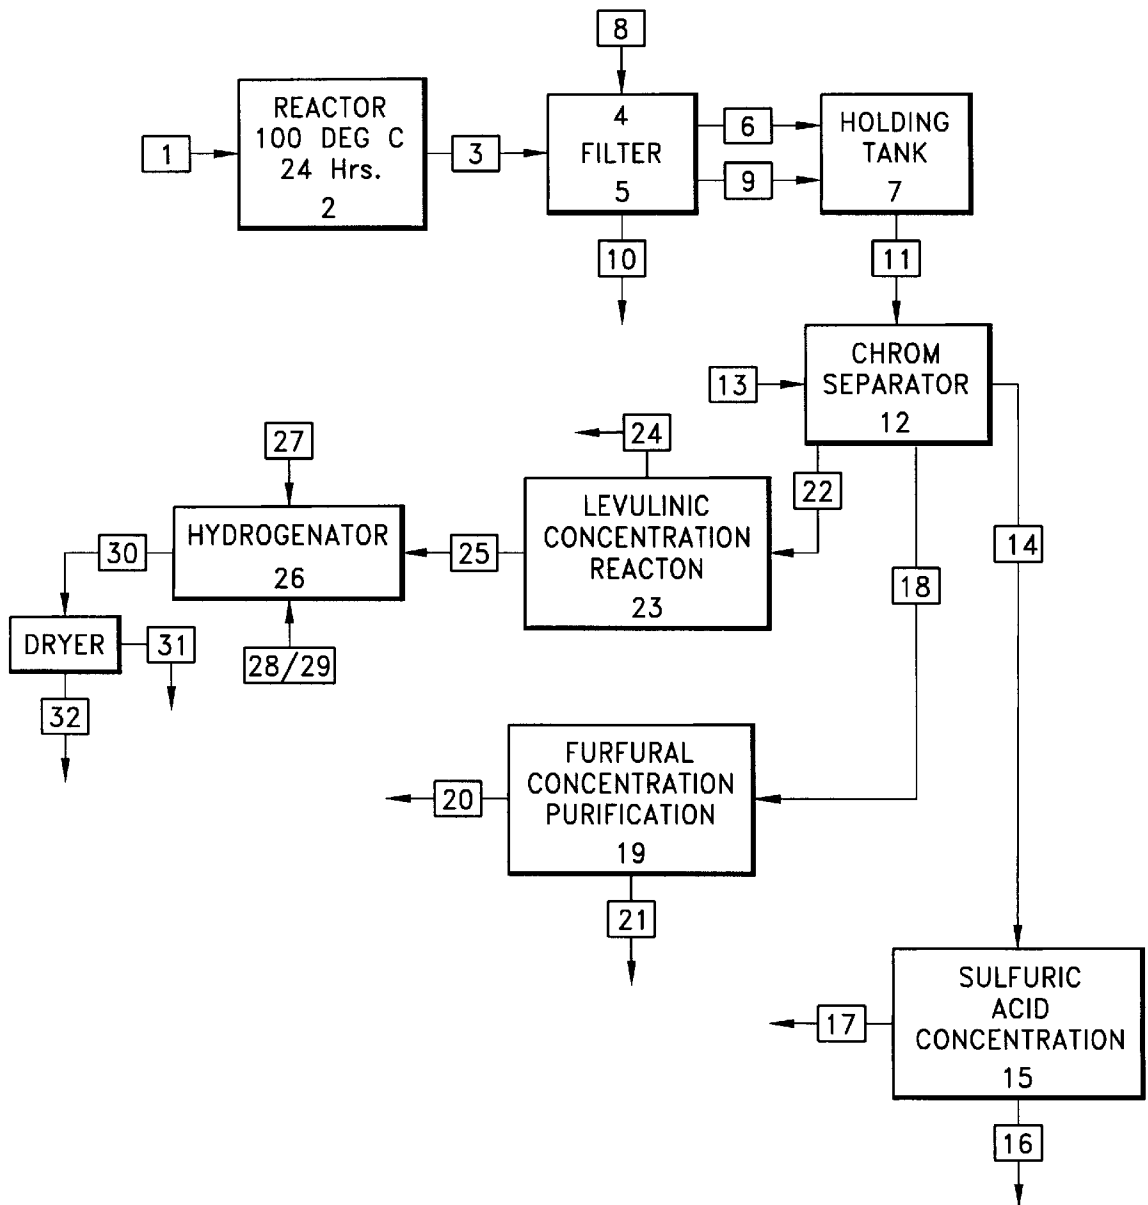 8
1
REACTOR
100 DEG C
24 Hrs.
2
3
4
FILTER
5
6
9
HOLDING
TANK
7
10
11
CHROM
SEPARATOR
12
13
14
22
18
24
LEVULINIC
CONCENTRATION
REACTON
23
25
27
HYDROGENATOR
26
28/29
30
DRYER
31
32
FURFURAL
CONCENTRATION
PURIFICATION
19
20
21
SULFURIC
ACID
CONCENTRATION
15
17
16